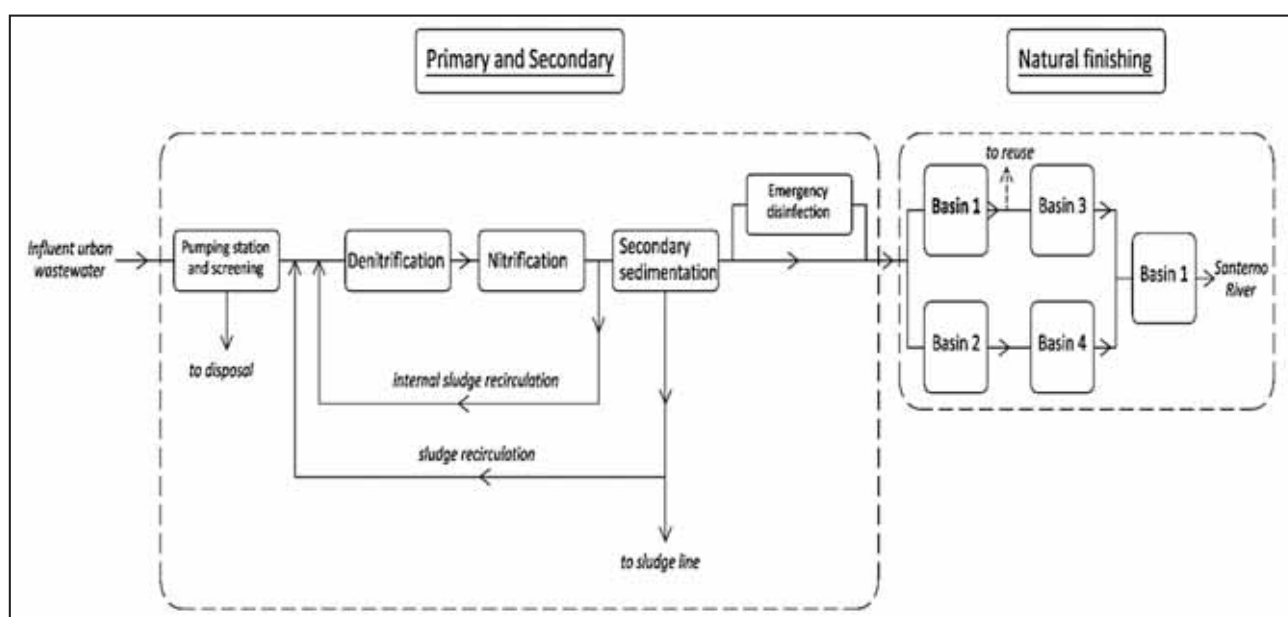 Primary and Secondary
Natural finishing
to reuse
Emergency
disinfection
Basin 1
Basin 3
Influent urban
wastewater
Pumping station
and screening
Denitrification
Nitrification
Secondary
sedimentation
Basin 1
Santerno
River
Basin 2
Basin 4
to disposal
internal sludge recirculation
sludge recirculation
to sludge line